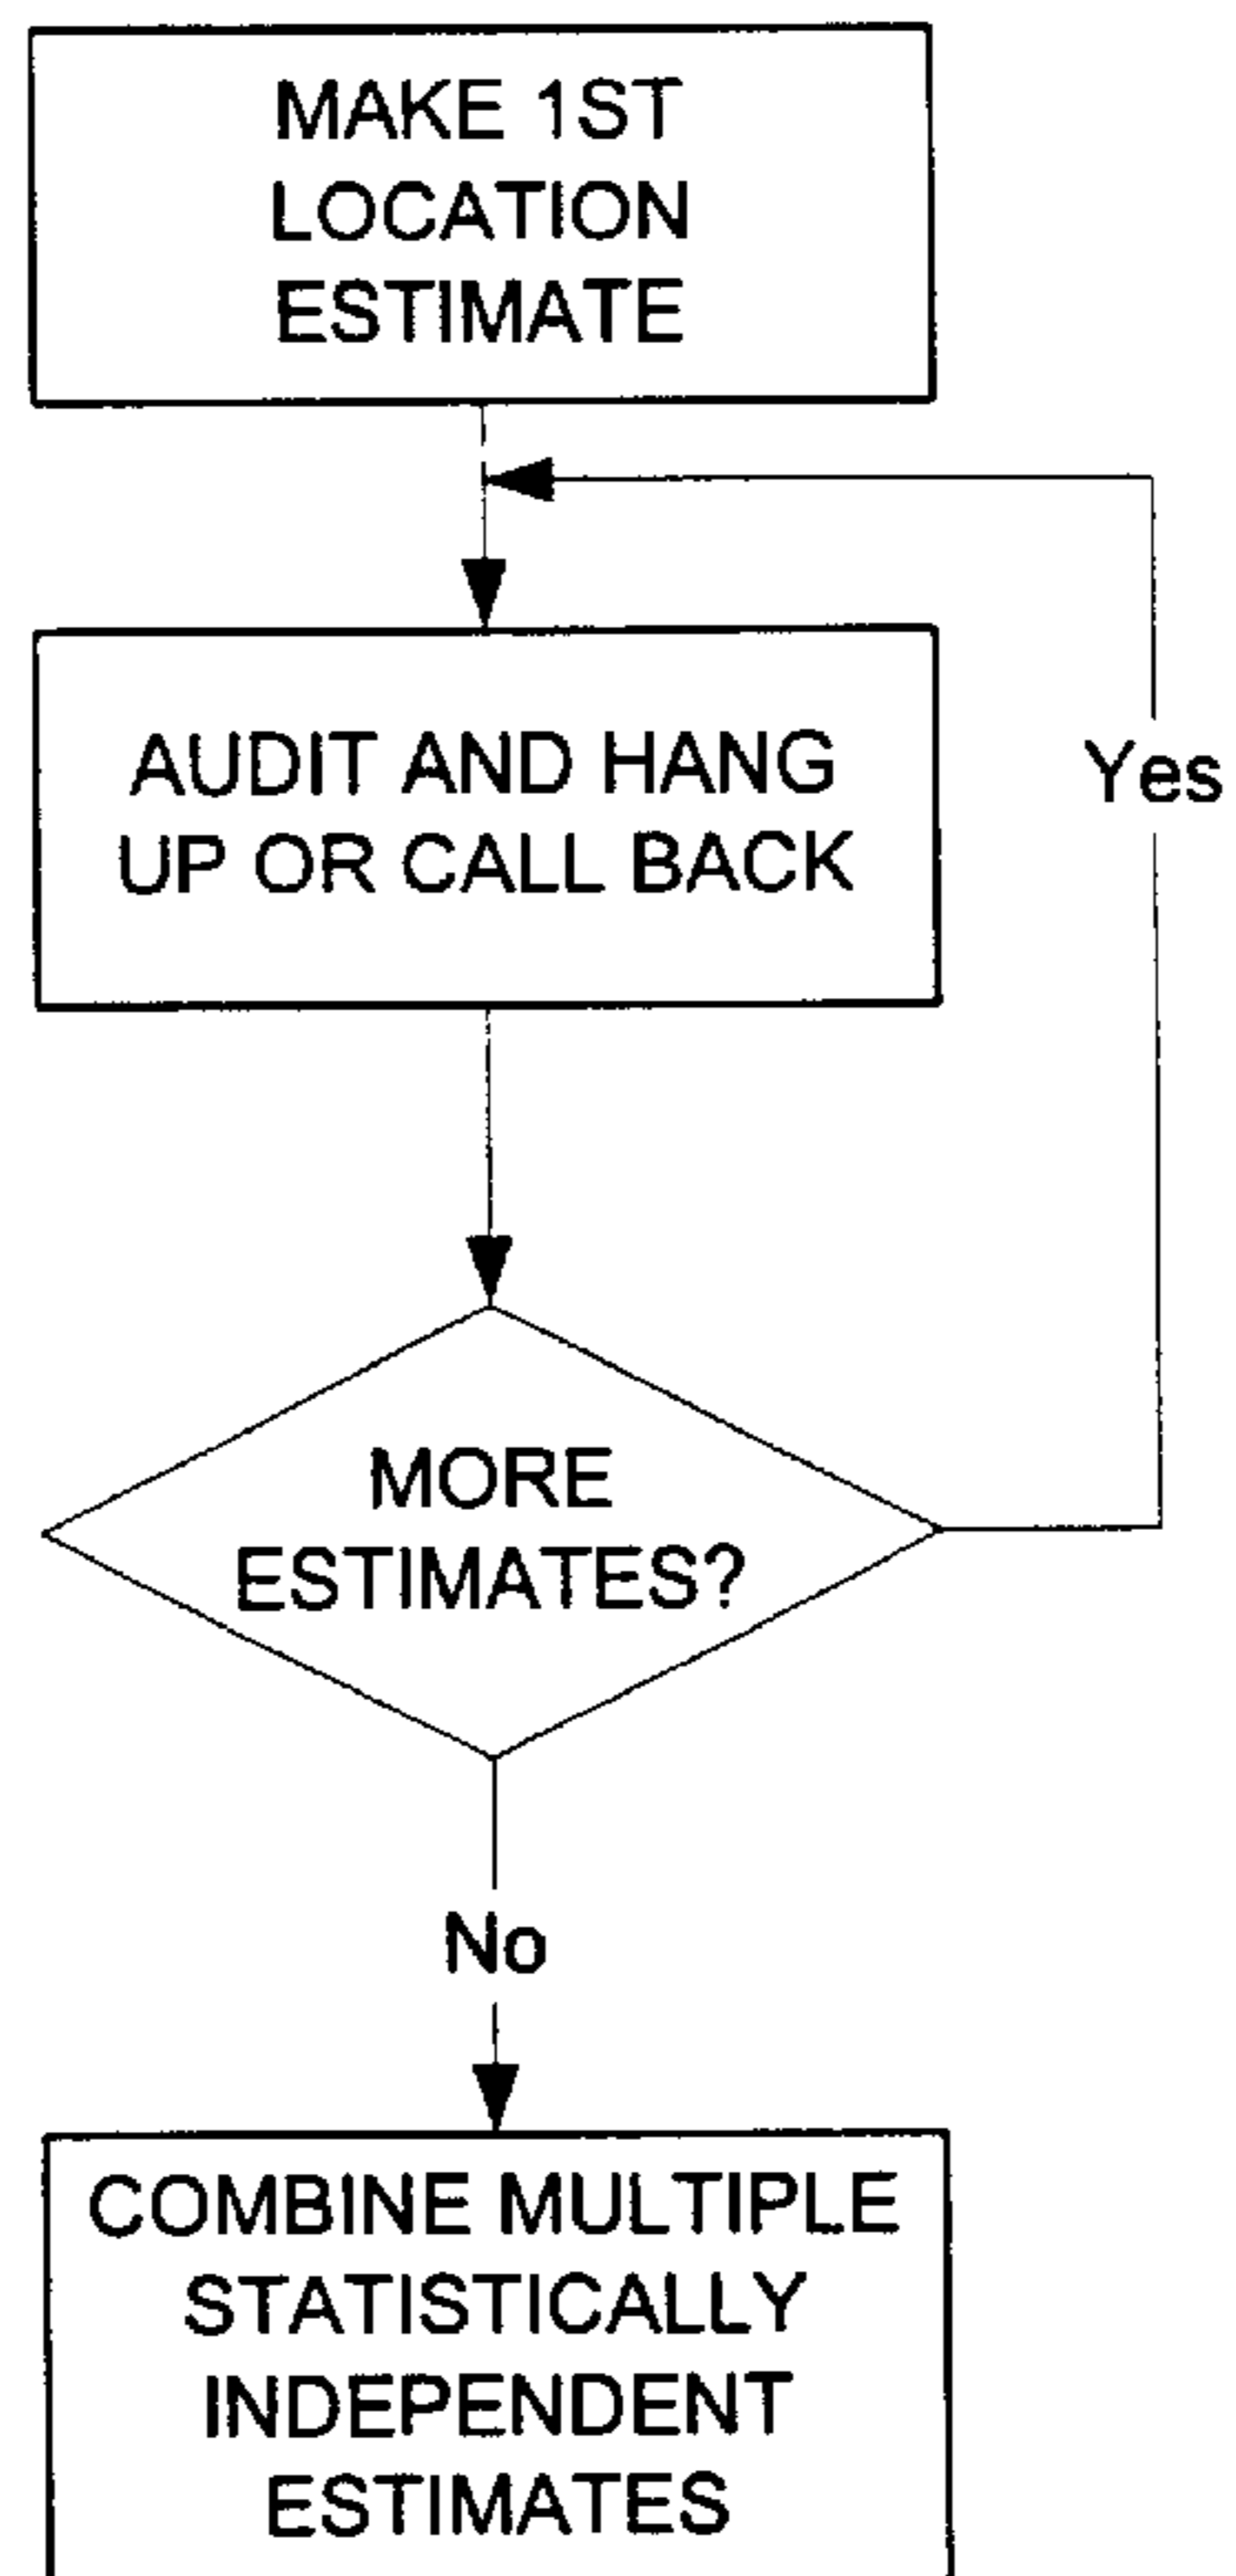 MAKE 1ST
LOCATION
ESTIMATE
AUDIT AND HANG
UP OR CALL BACK
Yes
MORE
ESTIMATES?
No
COMBINE MULTIPLE
STATISTICALLY
INDEPENDENT
ESTIMATES